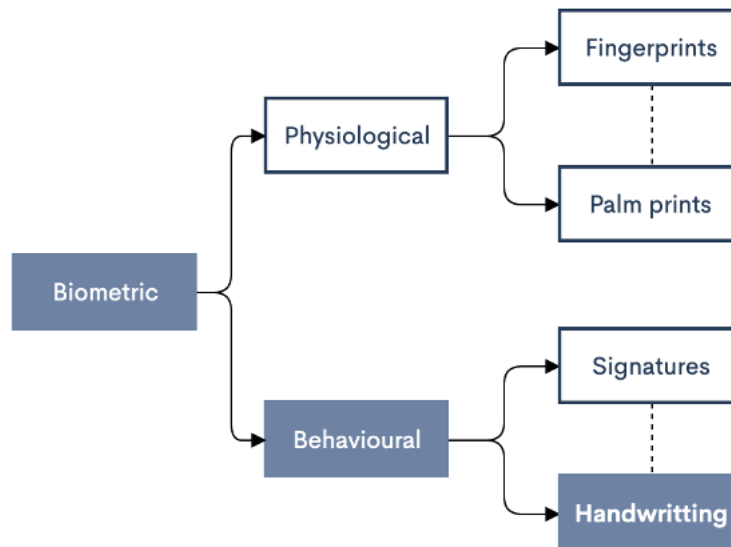 Fingerprints
Physiological
Palm prints
Biometric
Signatures
Behavioural
Handwritting